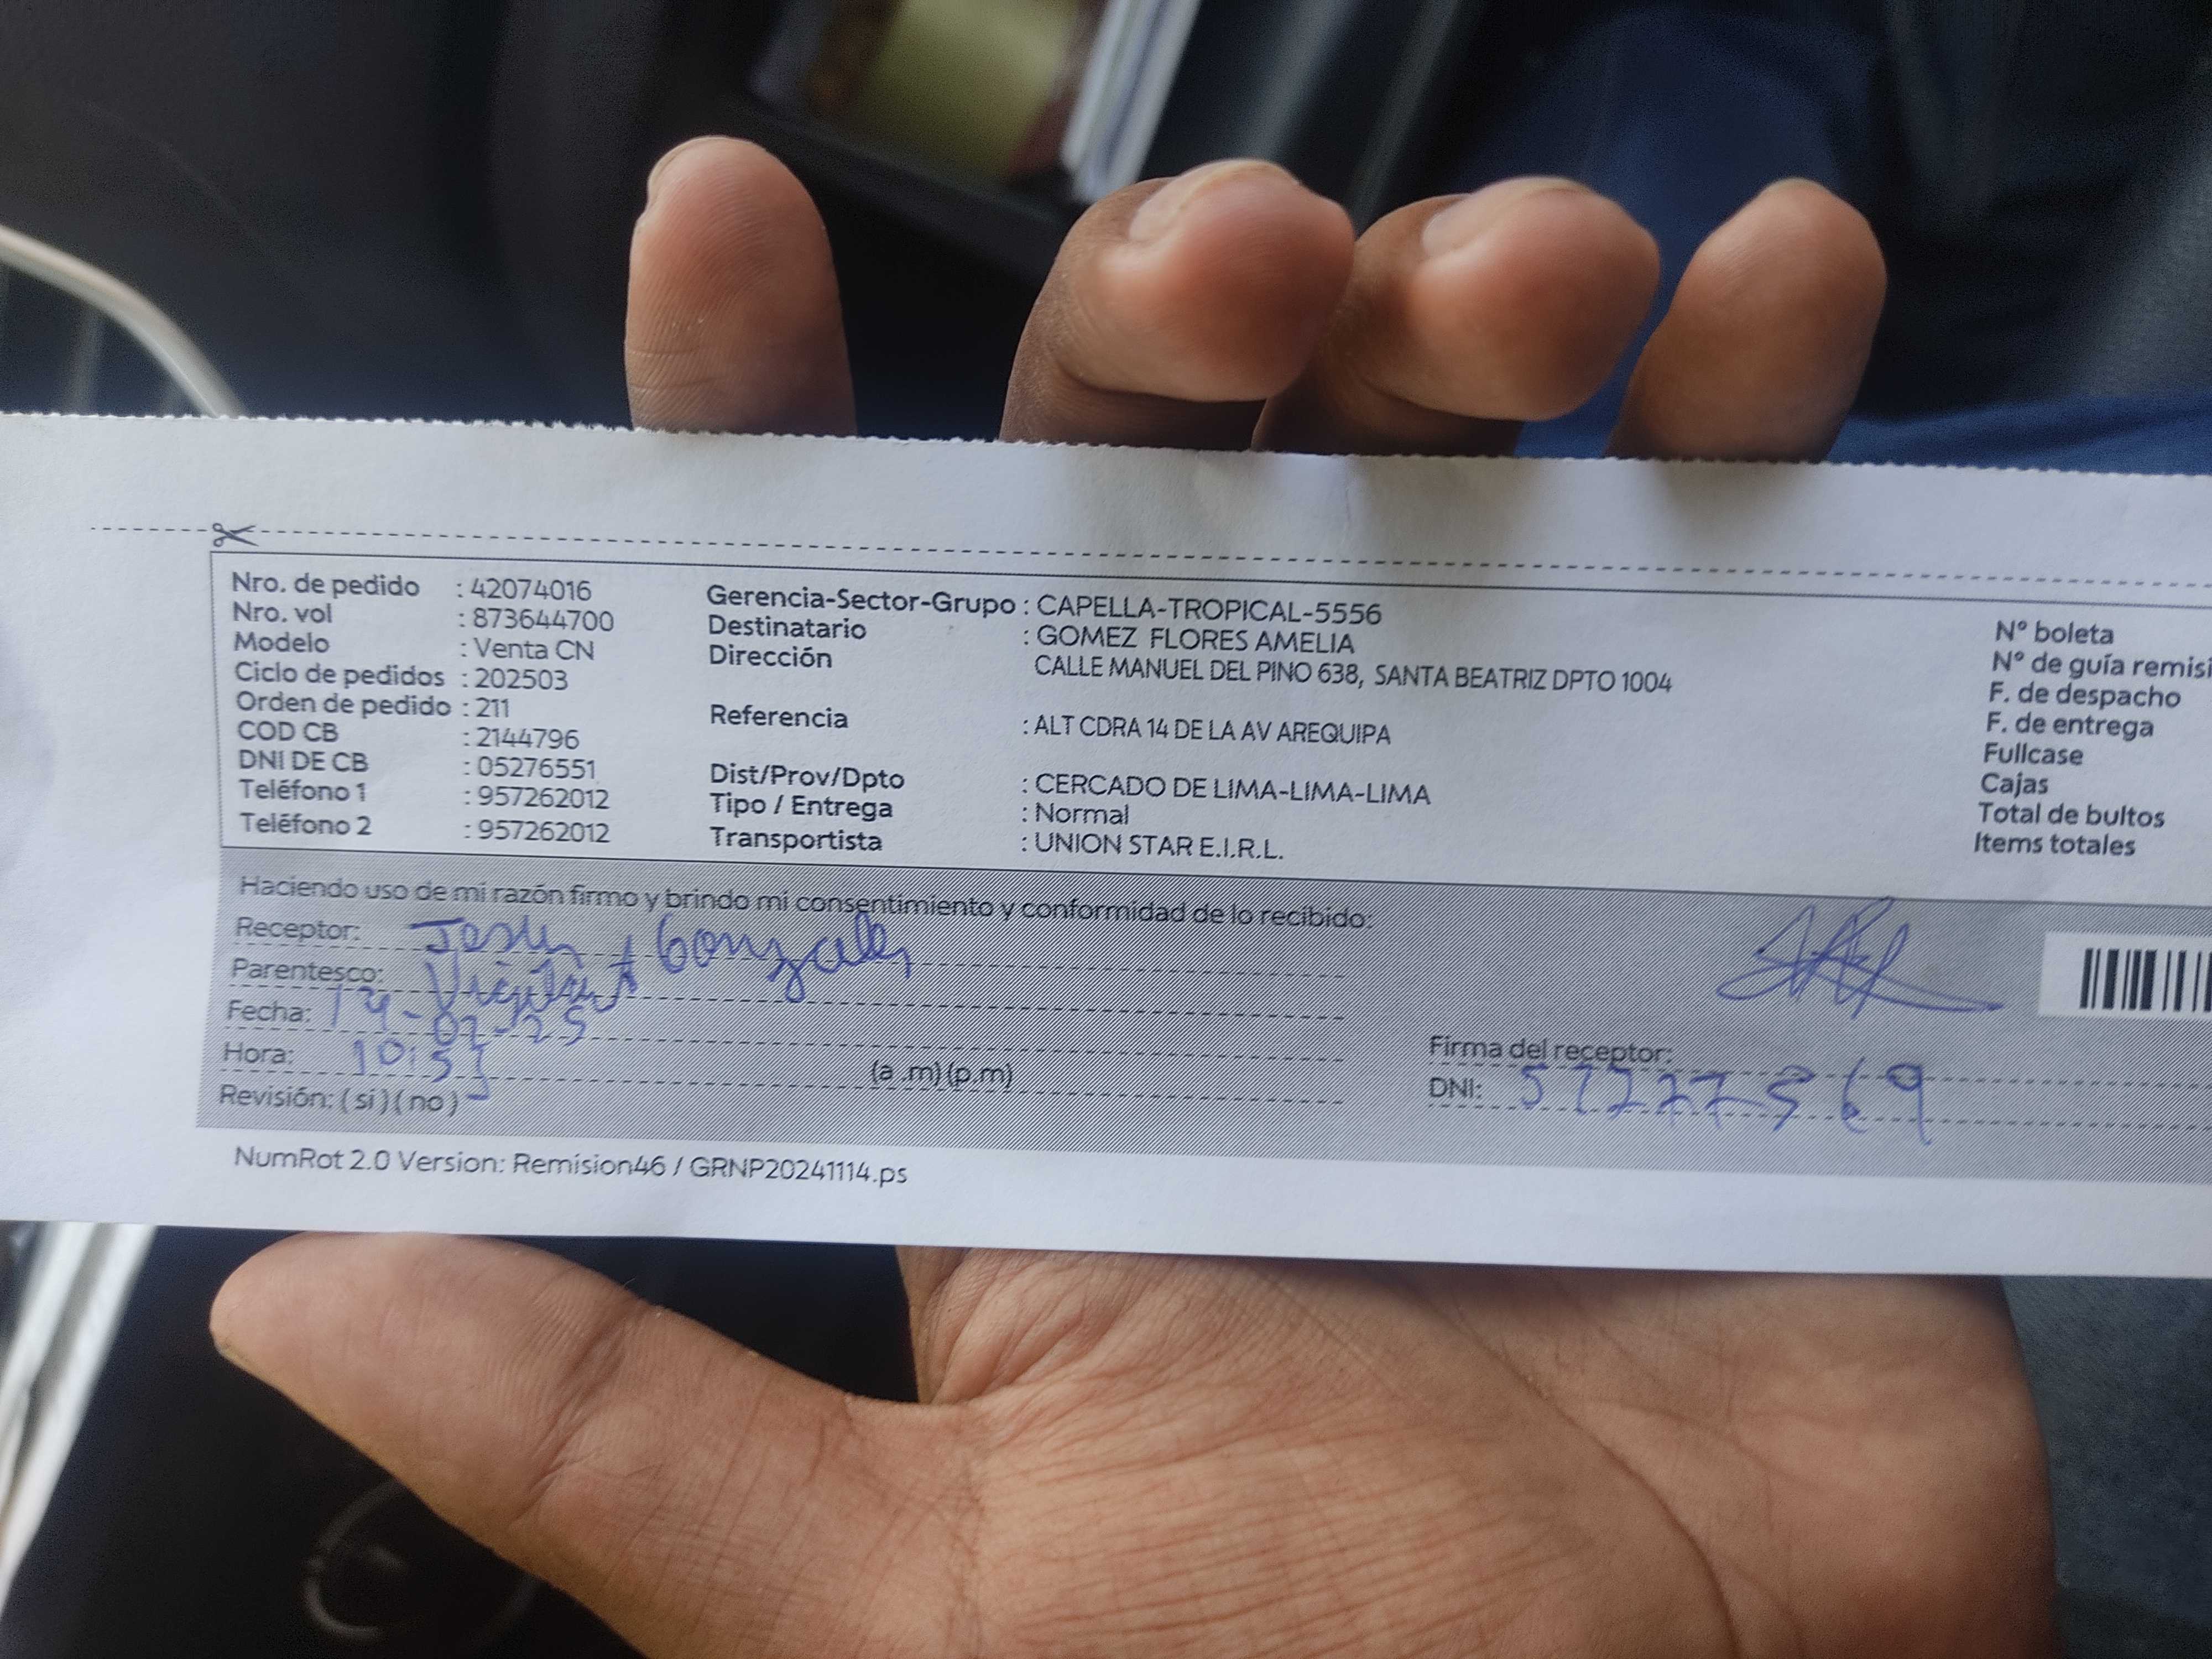 Nro. de pedido : 42074016
Nro. vol : 873644700
Modelo : Venta CN
Ciclo de pedidos : 202503
Orden de pedido : 211
COD CB : 2144796
DNI DE CB : 05276551
Teléfono 1 : 957262012
Teléfono 2 : 957262012
Gerencia-Sector-Grupo : CAPELLA-TROPICAL-5556
Destinatario : GOMEZ FLORES AMELIA
Dirección CALLE MANUEL DEL PINO 638, SANTA BEATRIZ DPTO 1004
Referencia : ALT CDRA 14 DE LA AV AREQUIPA
Dist/Prov/Dpto : CERCADO DE LIMA-LIMA-LIMA
Tipo / Entrega : Normal
Transportista : UNION STAR E.I.R.L.
N° boleta
N° de guía remisi
F. de despacho
F. de entrega
Fullcase
Cajas
Total de bultos
Items totales
Haciendo uso de mi razón firmo y brindo mi consentimiento y conformidad de lo recibido:
Receptor: Jesus Gonzales
Parentesco:
Fecha: 14-02-25
Hora: (a .m) (p.m)
Revisión: ( si ) ( no )
Firma del receptor:
DNI:
NumRot 2.0 Version: Remision46 / GRNP20241114.ps